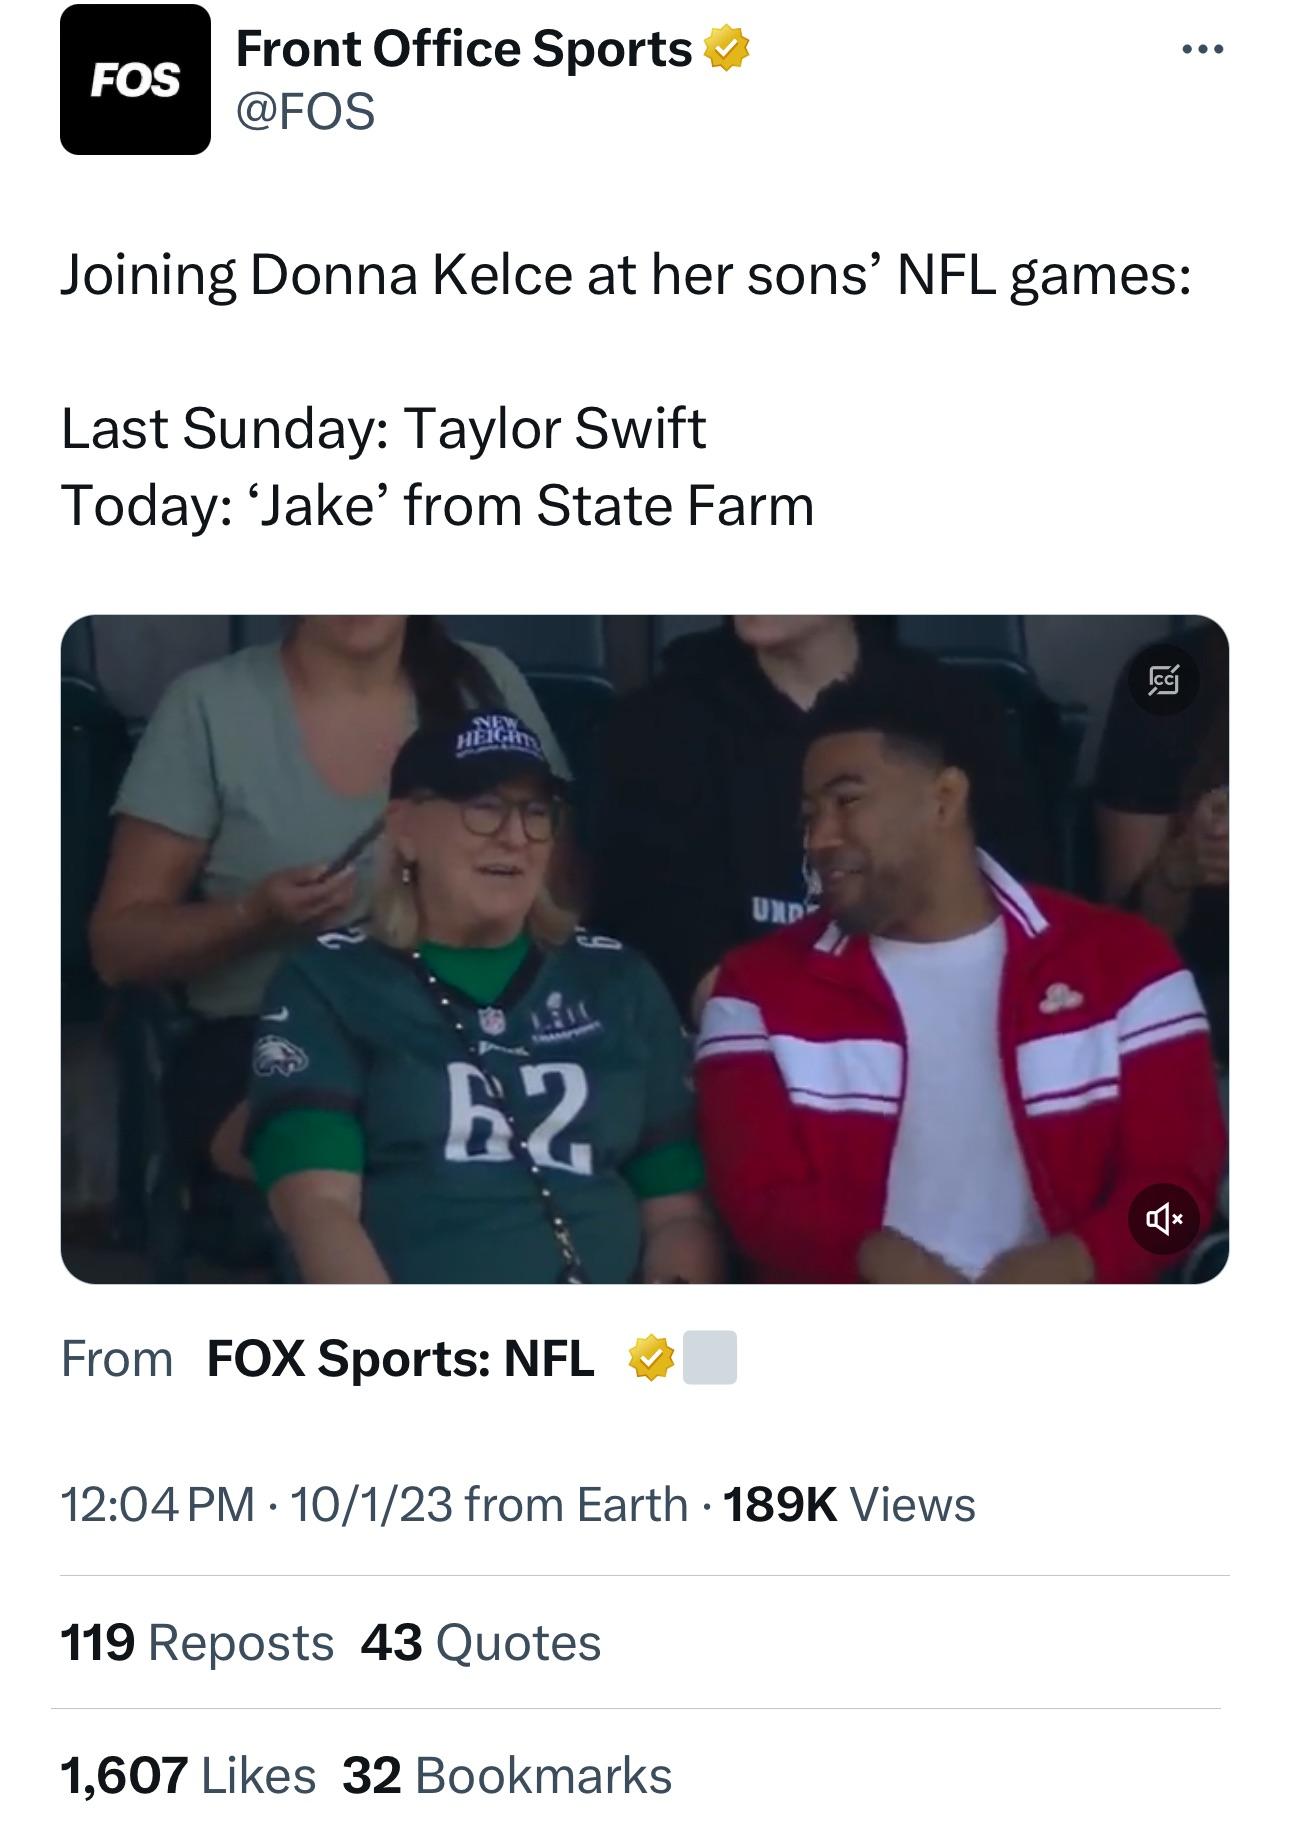 FOS
Front Office Sports
@FOS
Joining Donna Kelce at her sons’ NFL games:
Last Sunday: Taylor Swift
Today: ‘Jake’ from State Farm
CC
NEW
HEIGHTS
62
From FOX Sports: NFL
12:04 PM · 10/1/23 from Earth · 189K Views
119 Reposts 43 Quotes
1,607 Likes 32 Bookmarks